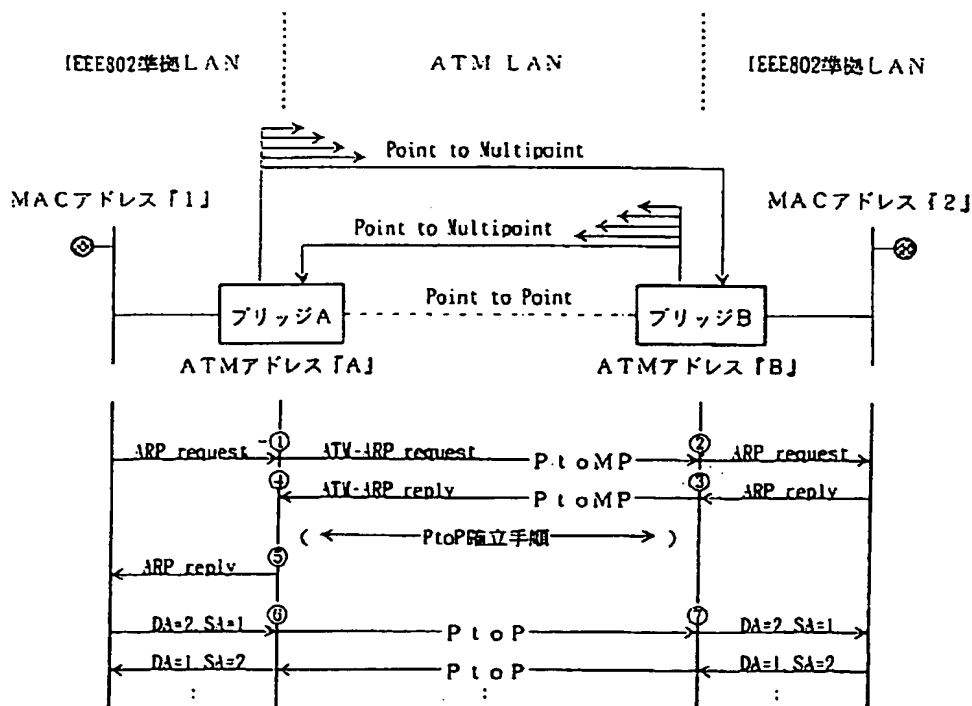 IEEE802準拠LAN
ATM LAN
IEEE802準拠LAN
Point to Multipoint
MACアドレス『1』
MACアドレス『2』
Point to Multipoint
Point to Point
ブリッジA
ブリッジB
ATMアドレス『A』
ATMアドレス『B』
① ②
ARP request ATM-ARP request PtoMP ARP request
④ ③
ATM-ARP reply PtoMP ARP reply
( PtoP確立手順 )
⑤
ARP reply
⑥ ⑦
DA=2 SA=1 PtoP DA=2 SA=1
DA=1 SA=2 PtoP DA=1 SA=2
: : :